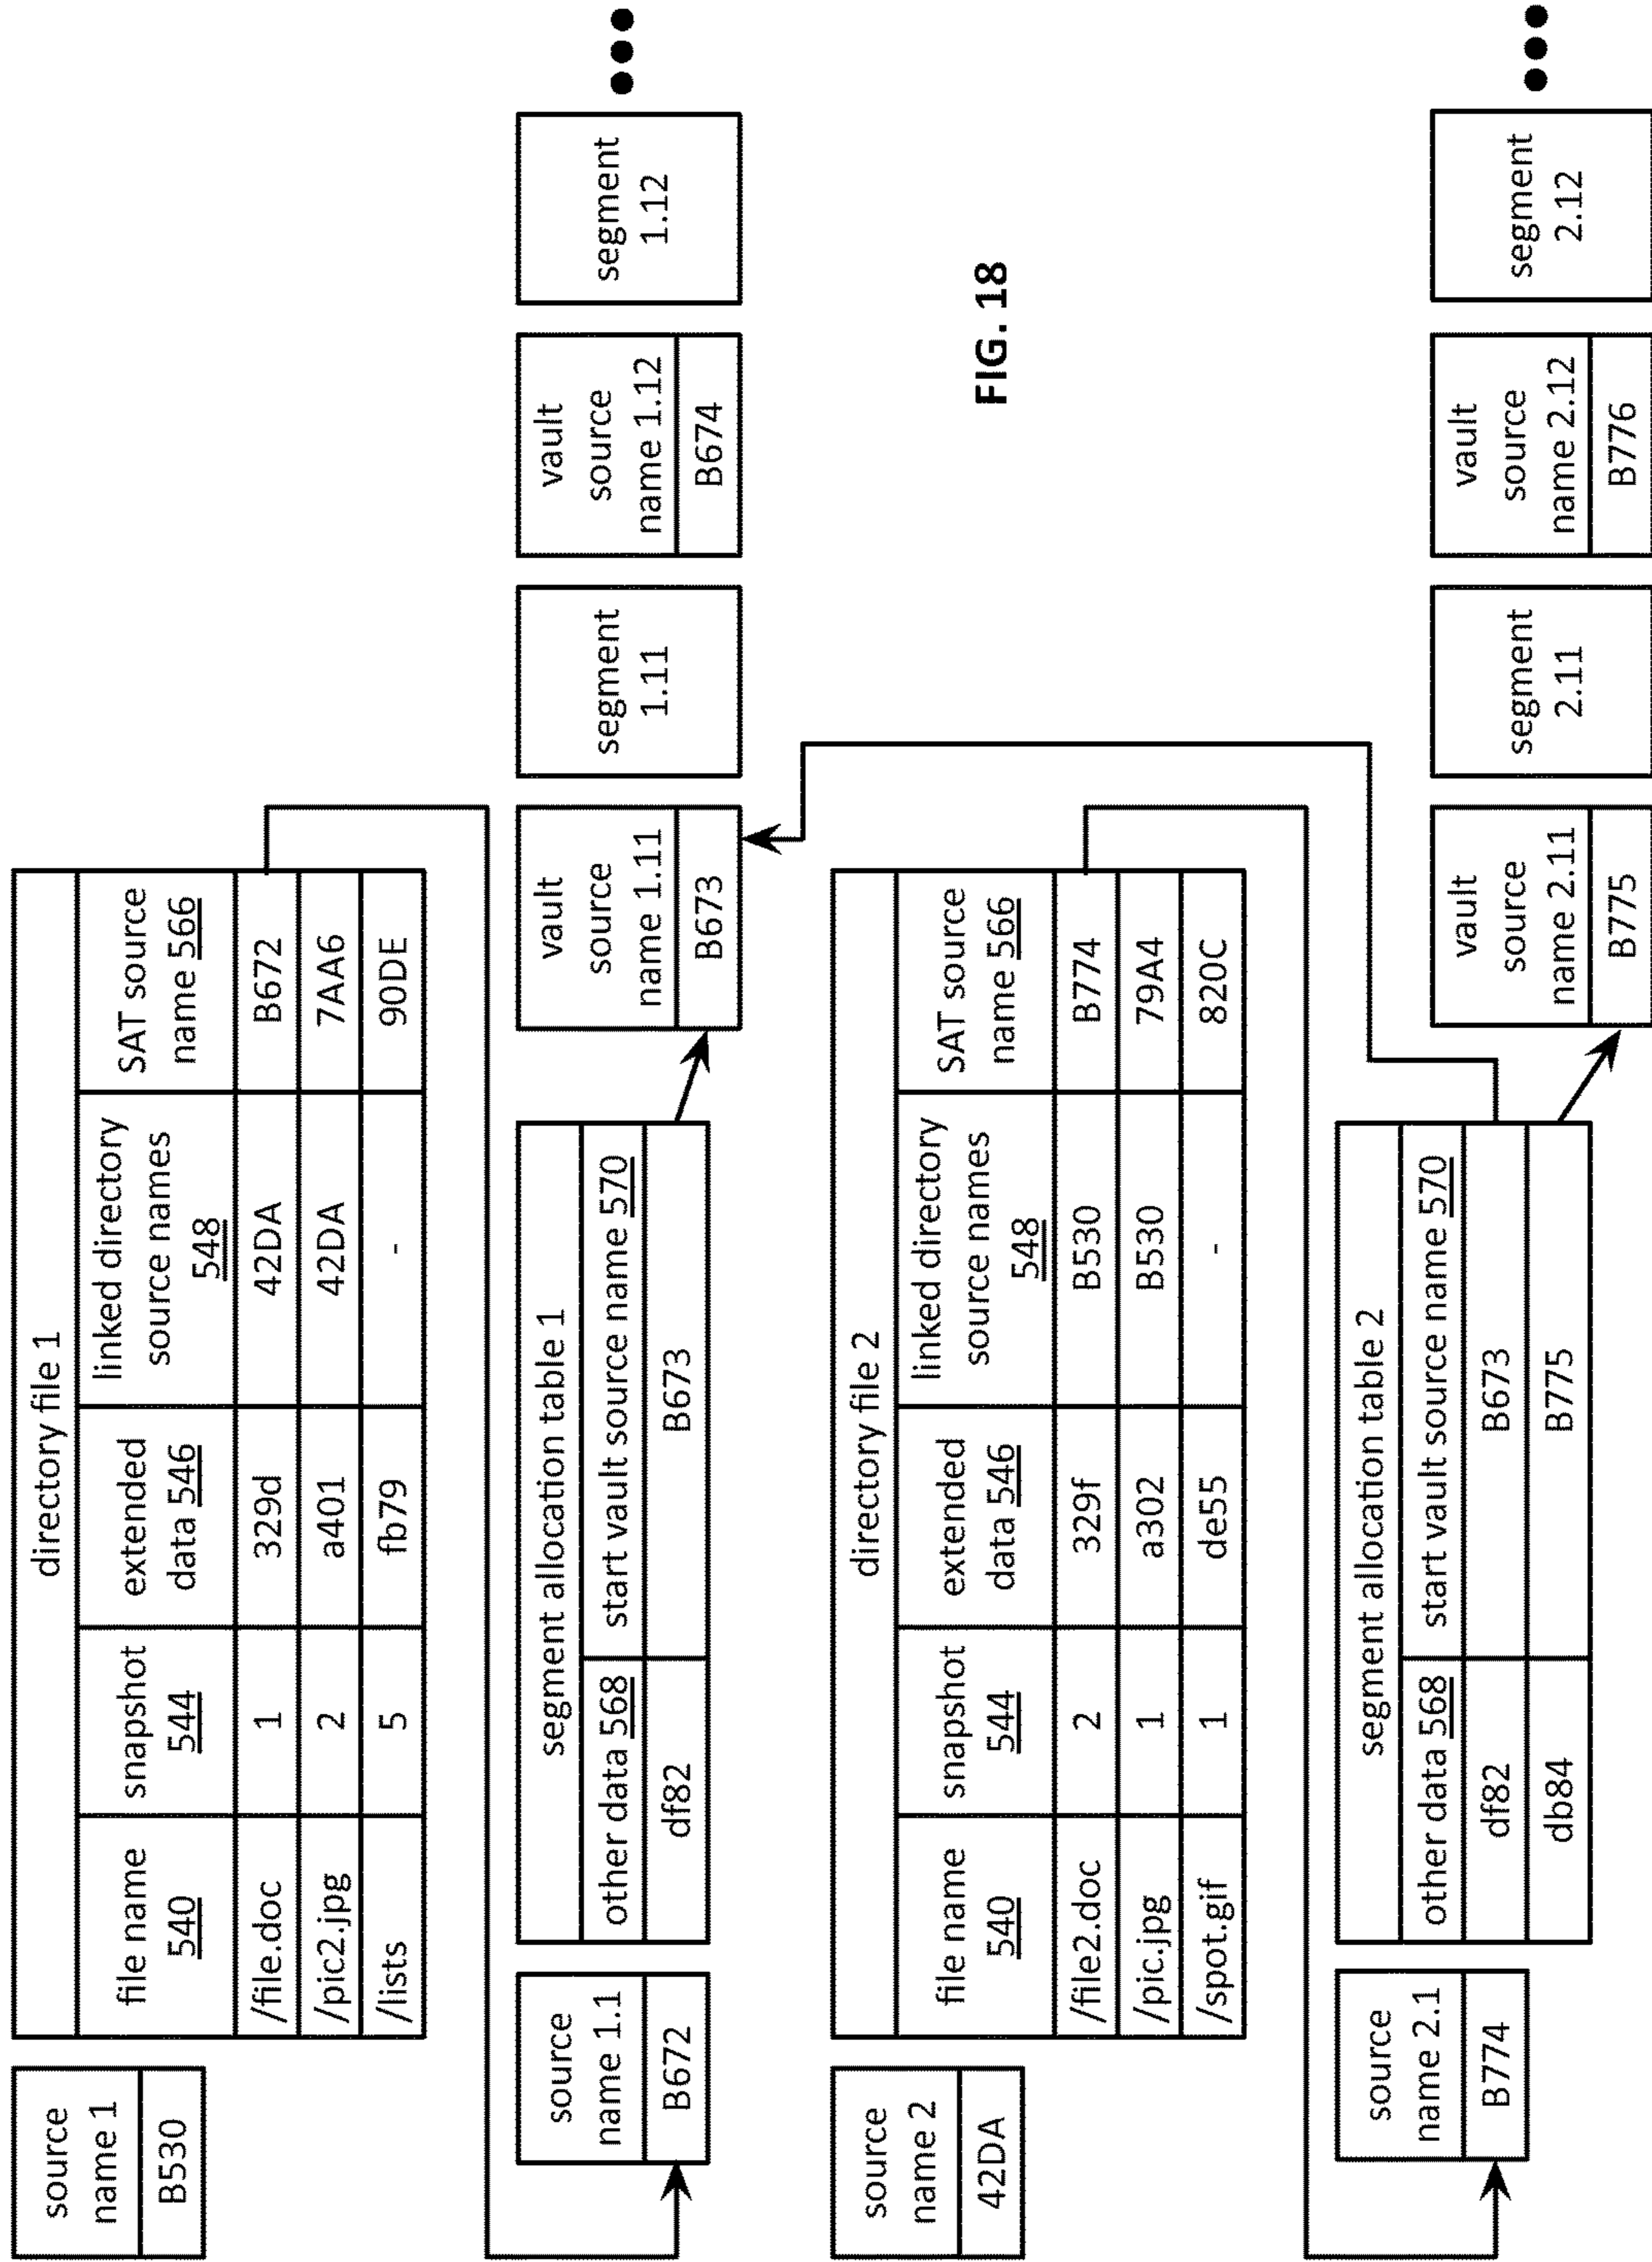 source
name 1
B530
directory file 1
file name
540
snapshot
544
extended
data 546
linked directory
source names
548
SAT source
name 566
/file.doc
1
329d
42DA
B672
/pic2.jpg
2
a401
42DA
7AA6
/lists
5
fb79
-
90DE
source
name 1.1
B672
segment allocation table 1
other data 568
start vault source name 570
df82
B673
vault
source
name 1.11
B673
segment
1.11
vault
source
name 1.12
B674
segment
1.12
source
name 2
42DA
directory file 2
file name
540
snapshot
544
extended
data 546
linked directory
source names
548
SAT source
name 566
/file2.doc
2
329f
B530
B774
/pic.jpg
1
a302
B530
79A4
/spot.gif
1
de55
-
820C
FIG. 18
source
name 2.1
B774
segment allocation table 2
other data 568
start vault source name 570
df82
B673
db84
B775
vault
source
name 2.11
B775
segment
2.11
vault
source
name 2.12
B776
segment
2.12